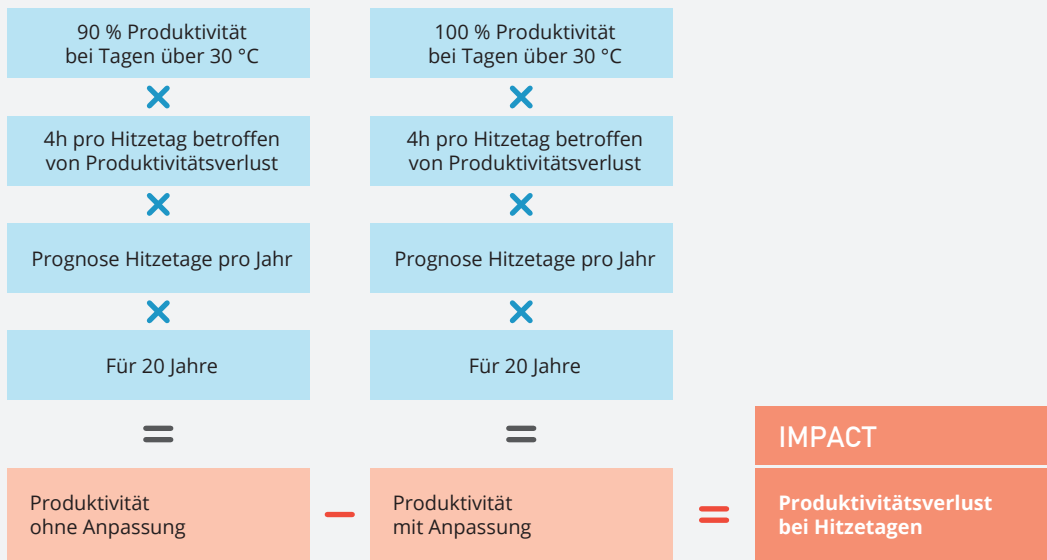 90 % Produktivität
bei Tagen über 30 °C
×
4h pro Hitzetag betroffen
von Produktivitätsverlust
×
Prognose Hitzetage pro Jahr
×
Für 20 Jahre
=
Produktivität
ohne Anpassung
–
100 % Produktivität
bei Tagen über 30 °C
×
4h pro Hitzetag betroffen
von Produktivitätsverlust
×
Prognose Hitzetage pro Jahr
×
Für 20 Jahre
=
Produktivität
mit Anpassung
=
IMPACT
Produktivitätsverlust
bei Hitzetagen